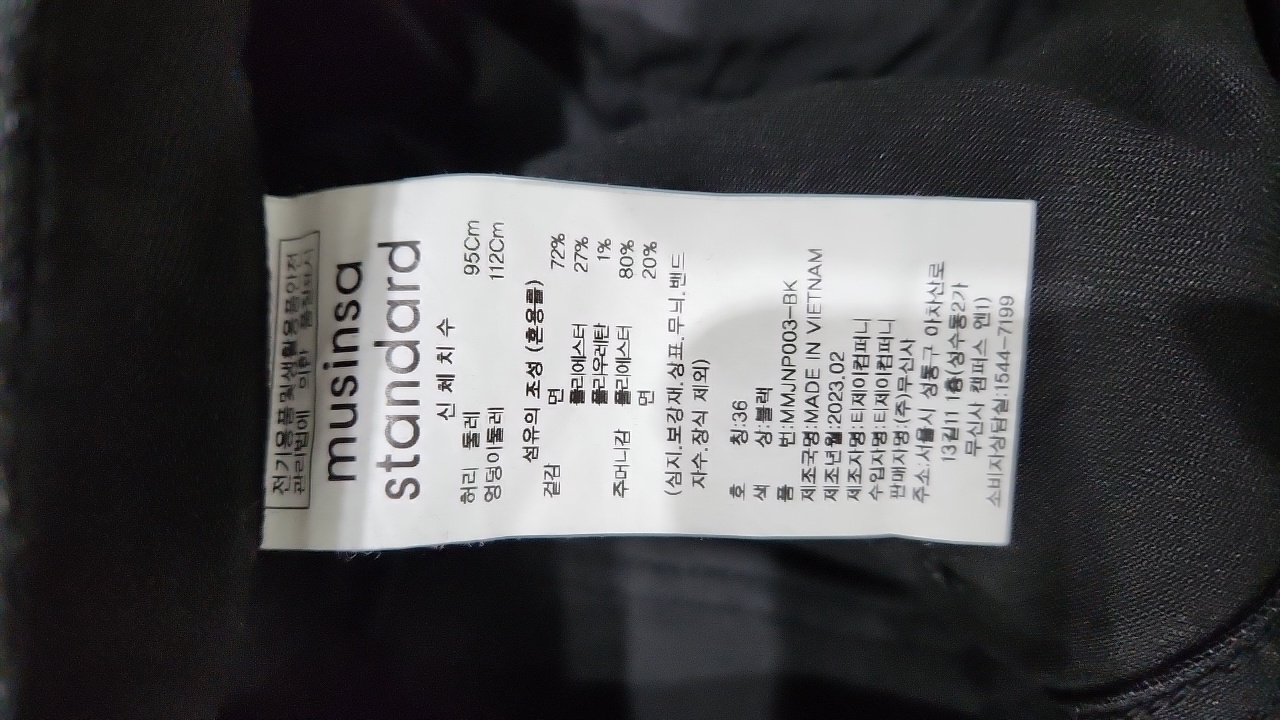 전기용품및생활용품안전
관리법에 의한 품질표시
musinsa
standard
신 체 치 수
허리 둘레 95Cm
엉덩이둘레 112Cm
섬유의 조성 (혼용률)
겉감 면 72%
폴리에스터 27%
폴리우레탄 1%
주머니감 폴리에스터 80%
면 20%
(심지.보강재.상표.무늬.밴드
자수.장식 제외)
호 칭:36
색 상:블랙
품 번:MMJNP003-BK
제조국명:MADE IN VIETNAM
제조년월:2023.02
제조자명:티제이컴퍼니
수입자명:티제이컴퍼니
판매자명:(주)무신사
주소:서울시 성동구 아차산로
13길11 1층(성수동2가
무신사 캠퍼스 엔1)
소비자상담실:1544-7199